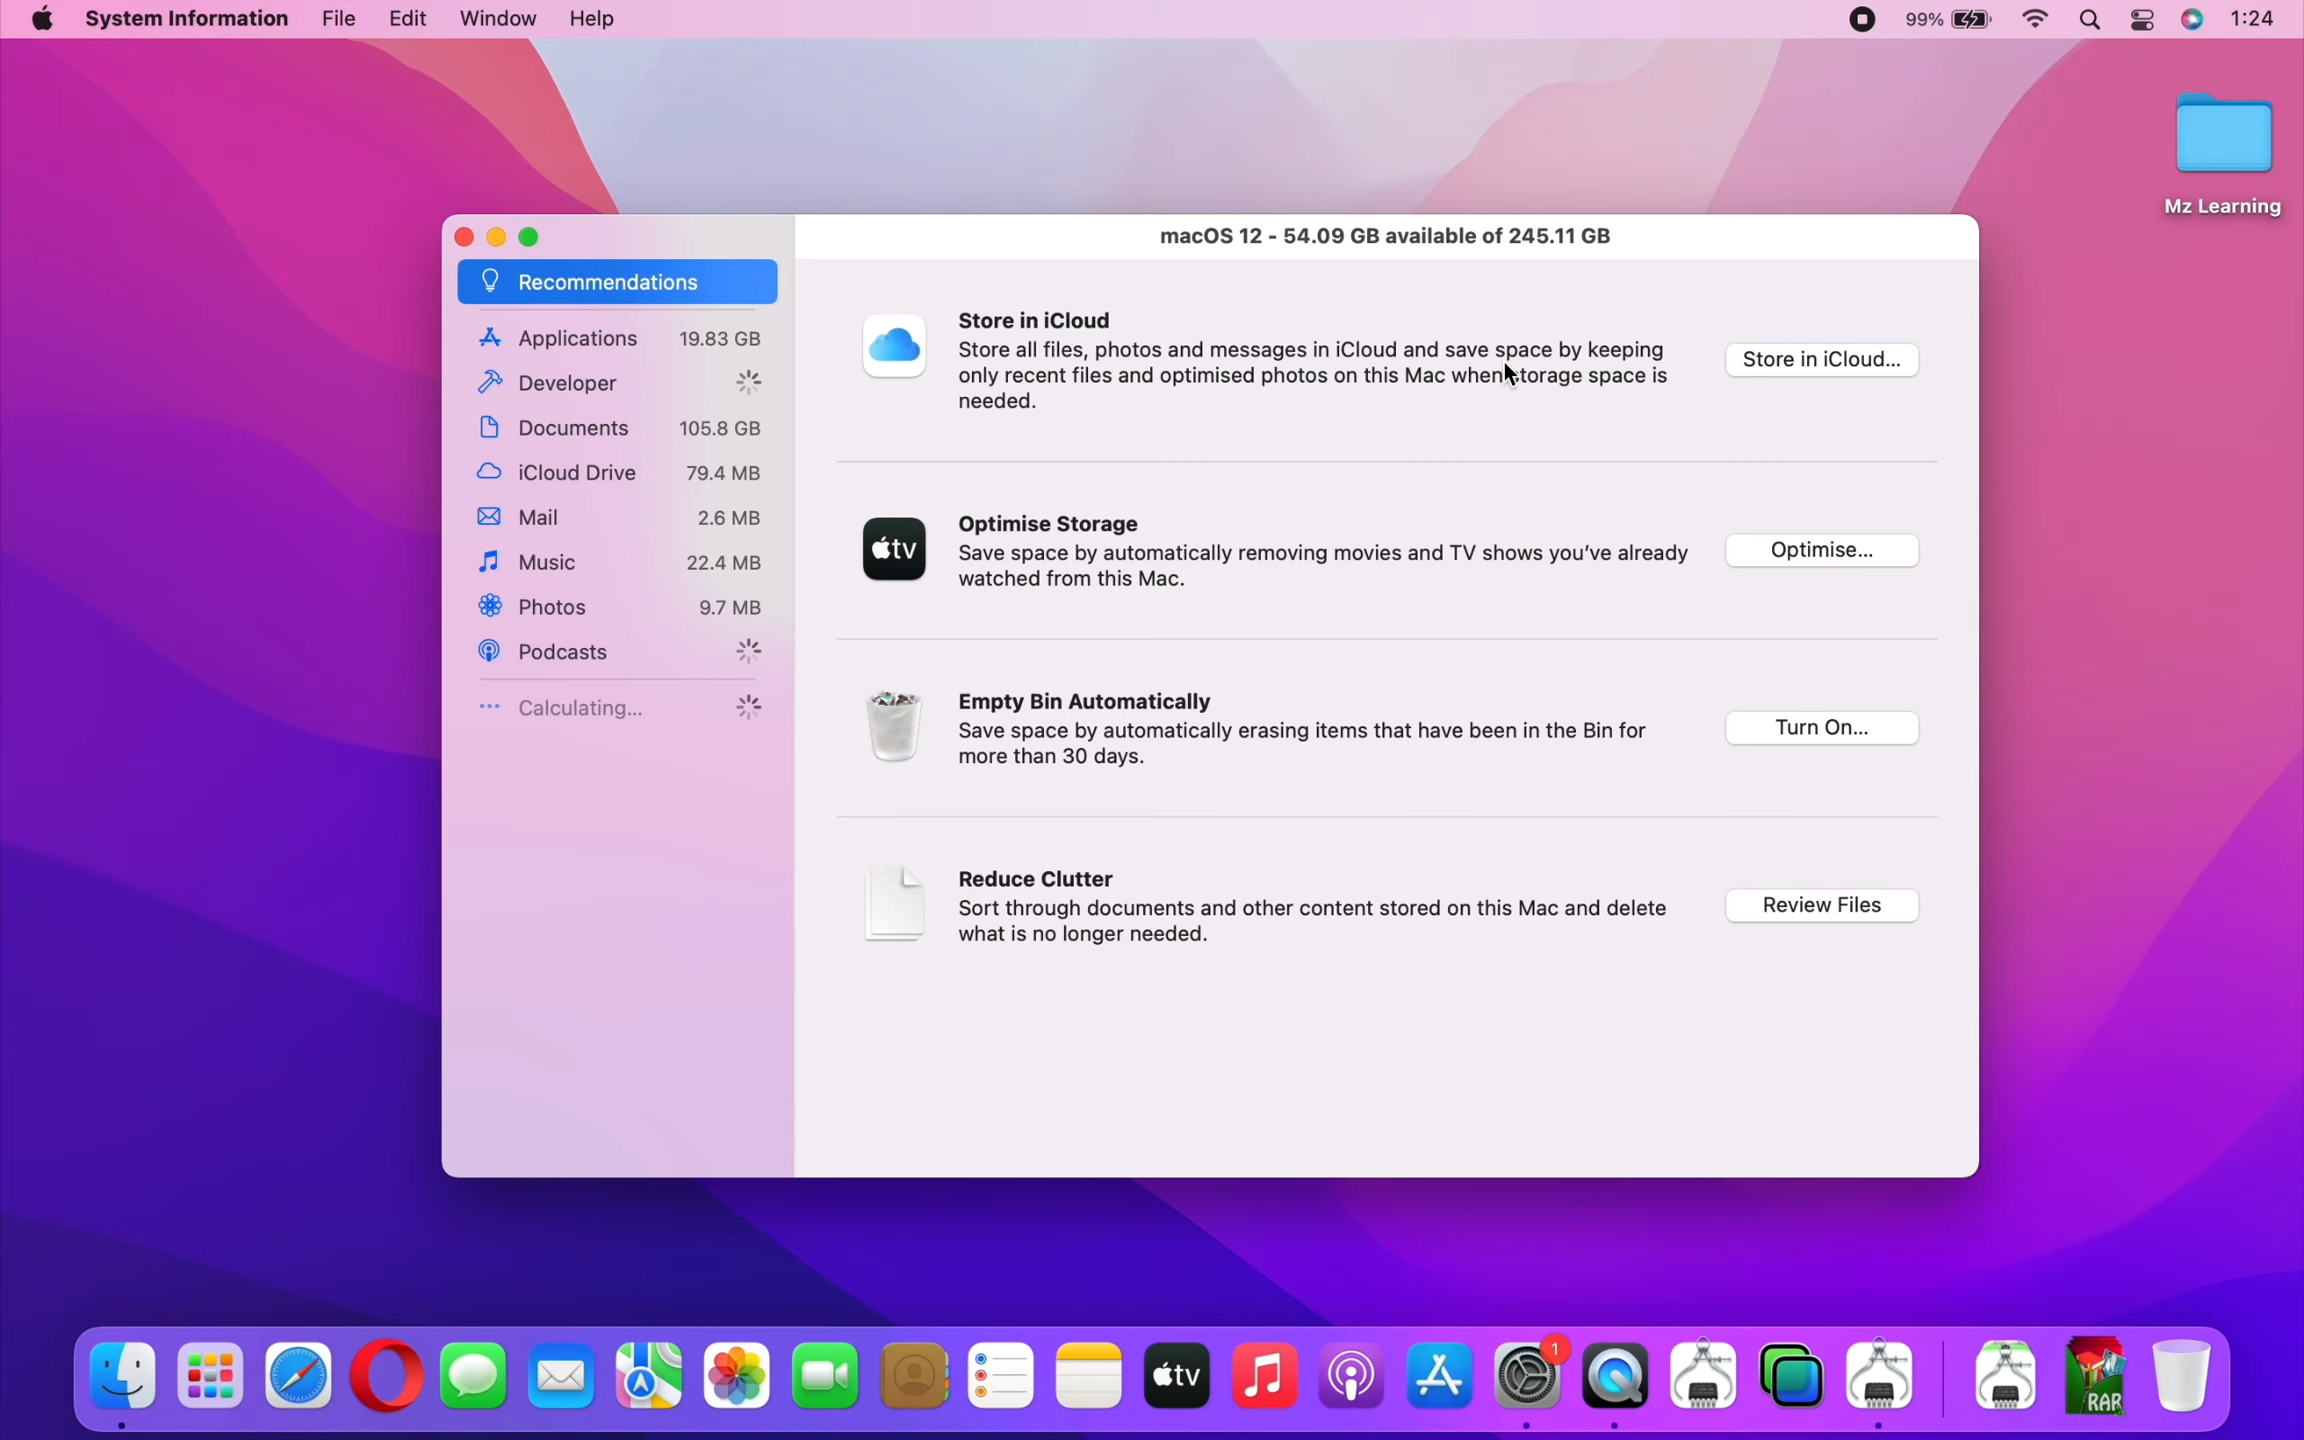 System Information File Edit Window Help 99% 1:24
Mz Learning
macOS 12 - 54.09 GB available of 245.11 GB
Recommendations
Applications 19.83 GB
Developer
Documents 105.8 GB
iCloud Drive 79.4 MB
Mail 2.6 MB
Music 22.4 MB
Photos 9.7 MB
Podcasts
Calculating...
Store in iCloud
Store all files, photos and messages in iCloud and save space by keeping
only recent files and optimised photos on this Mac when storage space is
needed.
Store in iCloud...
Optimise Storage
Save space by automatically removing movies and TV shows you've already
watched from this Mac.
Optimise...
Empty Bin Automatically
Save space by automatically erasing items that have been in the Bin for
more than 30 days.
Turn On...
Reduce Clutter
Sort through documents and other content stored on this Mac and delete
what is no longer needed.
Review Files
tv
tv
1
RAR